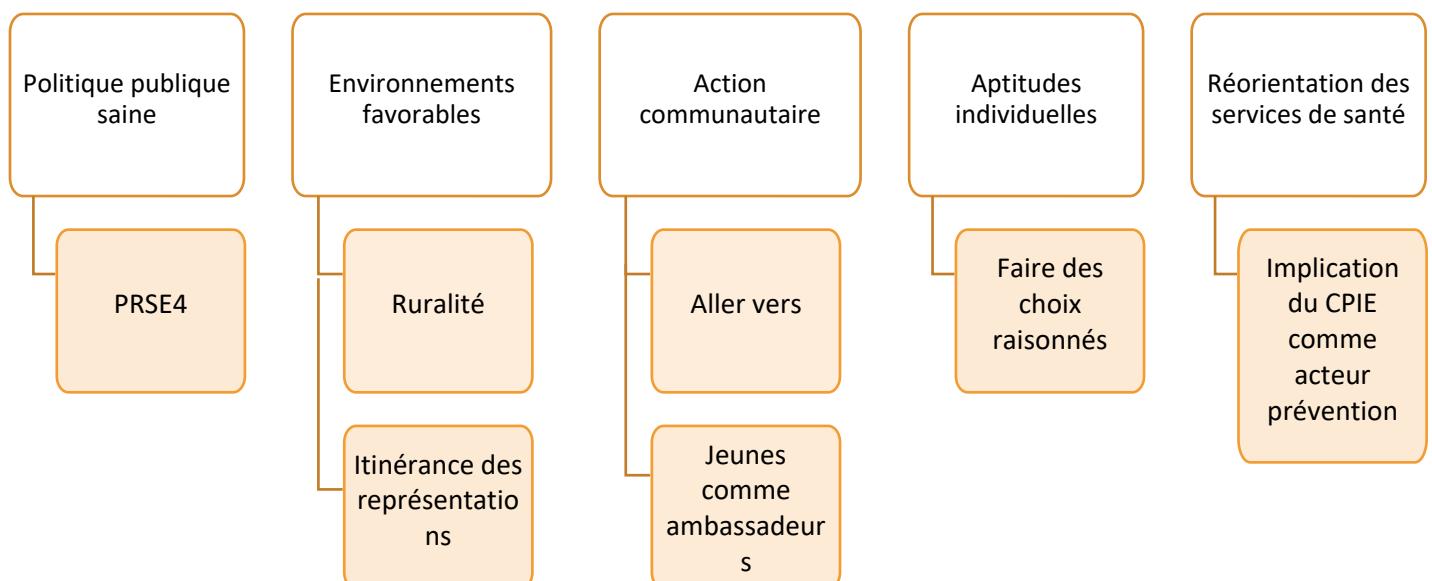 Politique publique
saine
Environnements
favorables
Action
communautaire
Aptitudes
individuelles
Réorientation des
services de santé
PRSE4
Ruralité
Aller vers
Faire des
choix
raisonnés
Implication
du CPIE
comme
acteur
prévention
Itinérance des
représentatio
ns
Jeunes
comme
ambassadeur
s